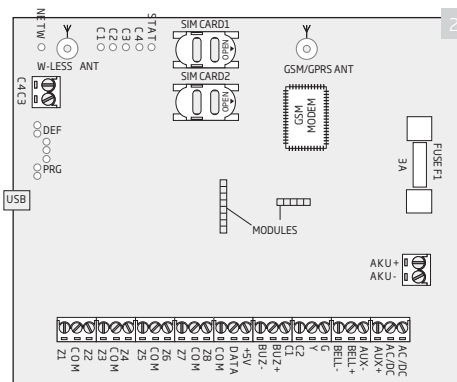 NETW
C1
C2
C3
C4
STAT
SIM CARD1
OPEN
2
W-LESS ANT
GSM/GPRS ANT
SIM CARD2
OPEN
C4
C3
GSM
MODEM
DEF
PRG
FUSE F1
3A
USB
MODULES
AKU+
AKU-
Z1
COM
Z2
Z3
COM
Z4
Z5
COM
Z6
Z7
COM
Z8
COM
DATA
+5V
BUZ-
BUZ+
C1
C2
Y
G
BELL-
BELL+
AUX-
AUX+
AC/DC
AC/DC